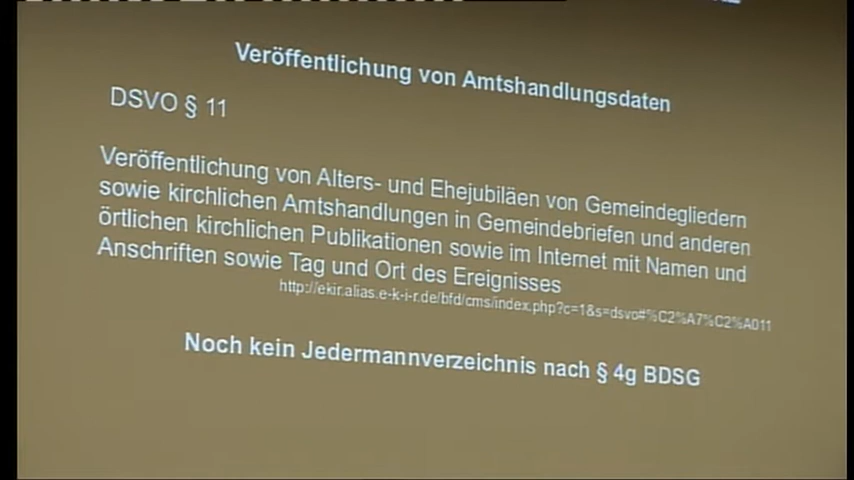 Veröffentlichung von Amtshandlungsdaten
DSVO § 11
Veröffentlichung von Alters- und Ehejubiläen von Gemeindegliedern
sowie kirchlichen Amtshandlungen in Gemeindebriefen und anderen
örtlichen kirchlichen Publikationen sowie im Internet mit Namen und
Anschriften sowie Tag und Ort des Ereignisses
http://ekir.alias.e-k-i-r.de/bfd/cms/index.php?c=1&s=dsvo#%C2%A7%C2%A011
Noch kein Jedermannverzeichnis nach § 4g BDSG